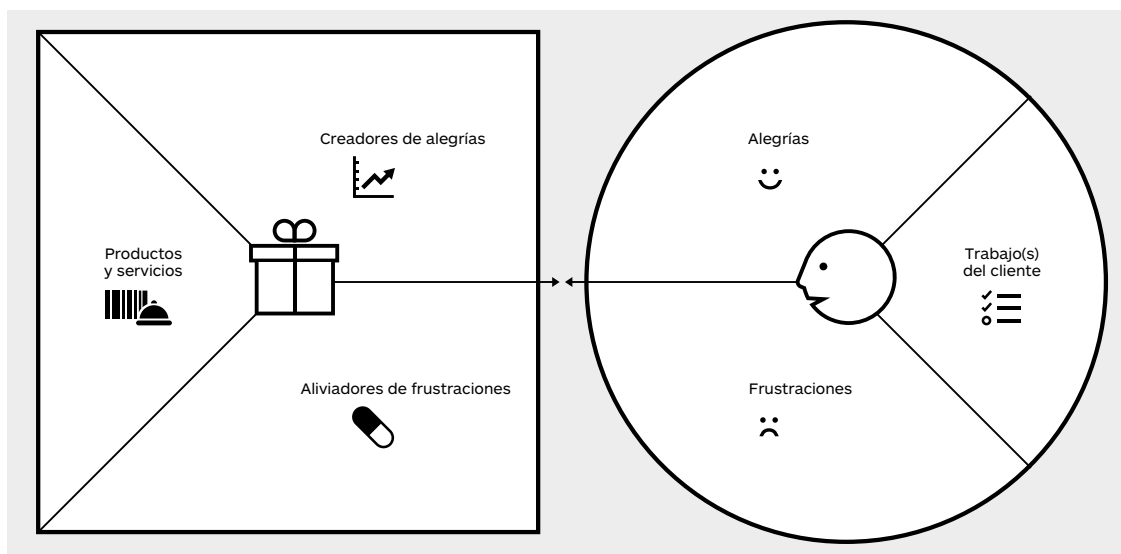 Creadores de alegrías
Productos
y servicios
Aliviadores de frustraciones
Alegrías
Trabajo(s)
del cliente
Frustraciones